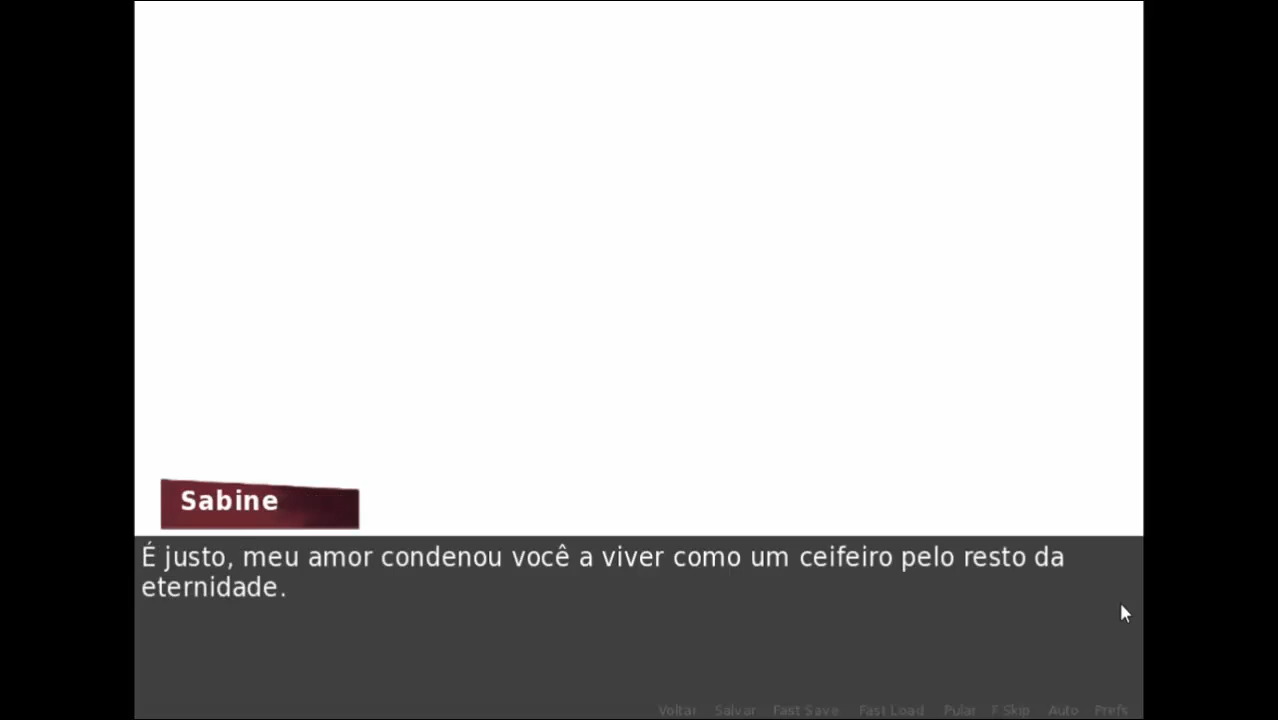 Sabine
É justo, meu amor condenou você a viver como um ceifeiro pelo resto da
eternidade.
Voltar Salvar Fast Save Fast Load Pular F Skip Auto Prefs